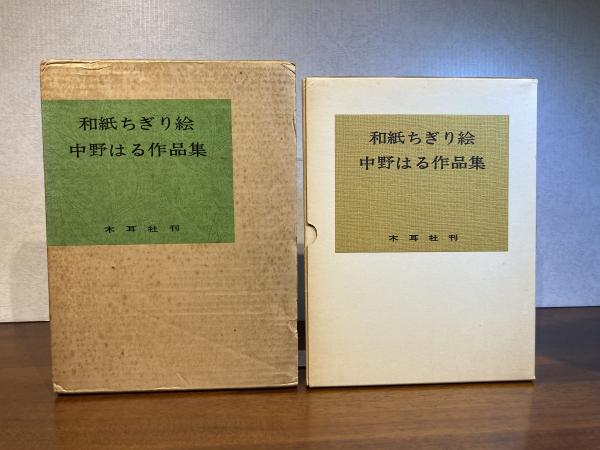 和紙ちぎり絵
中野はる作品集
木耳社刊
和紙ちぎり絵
中野はる作品集
木耳社刊